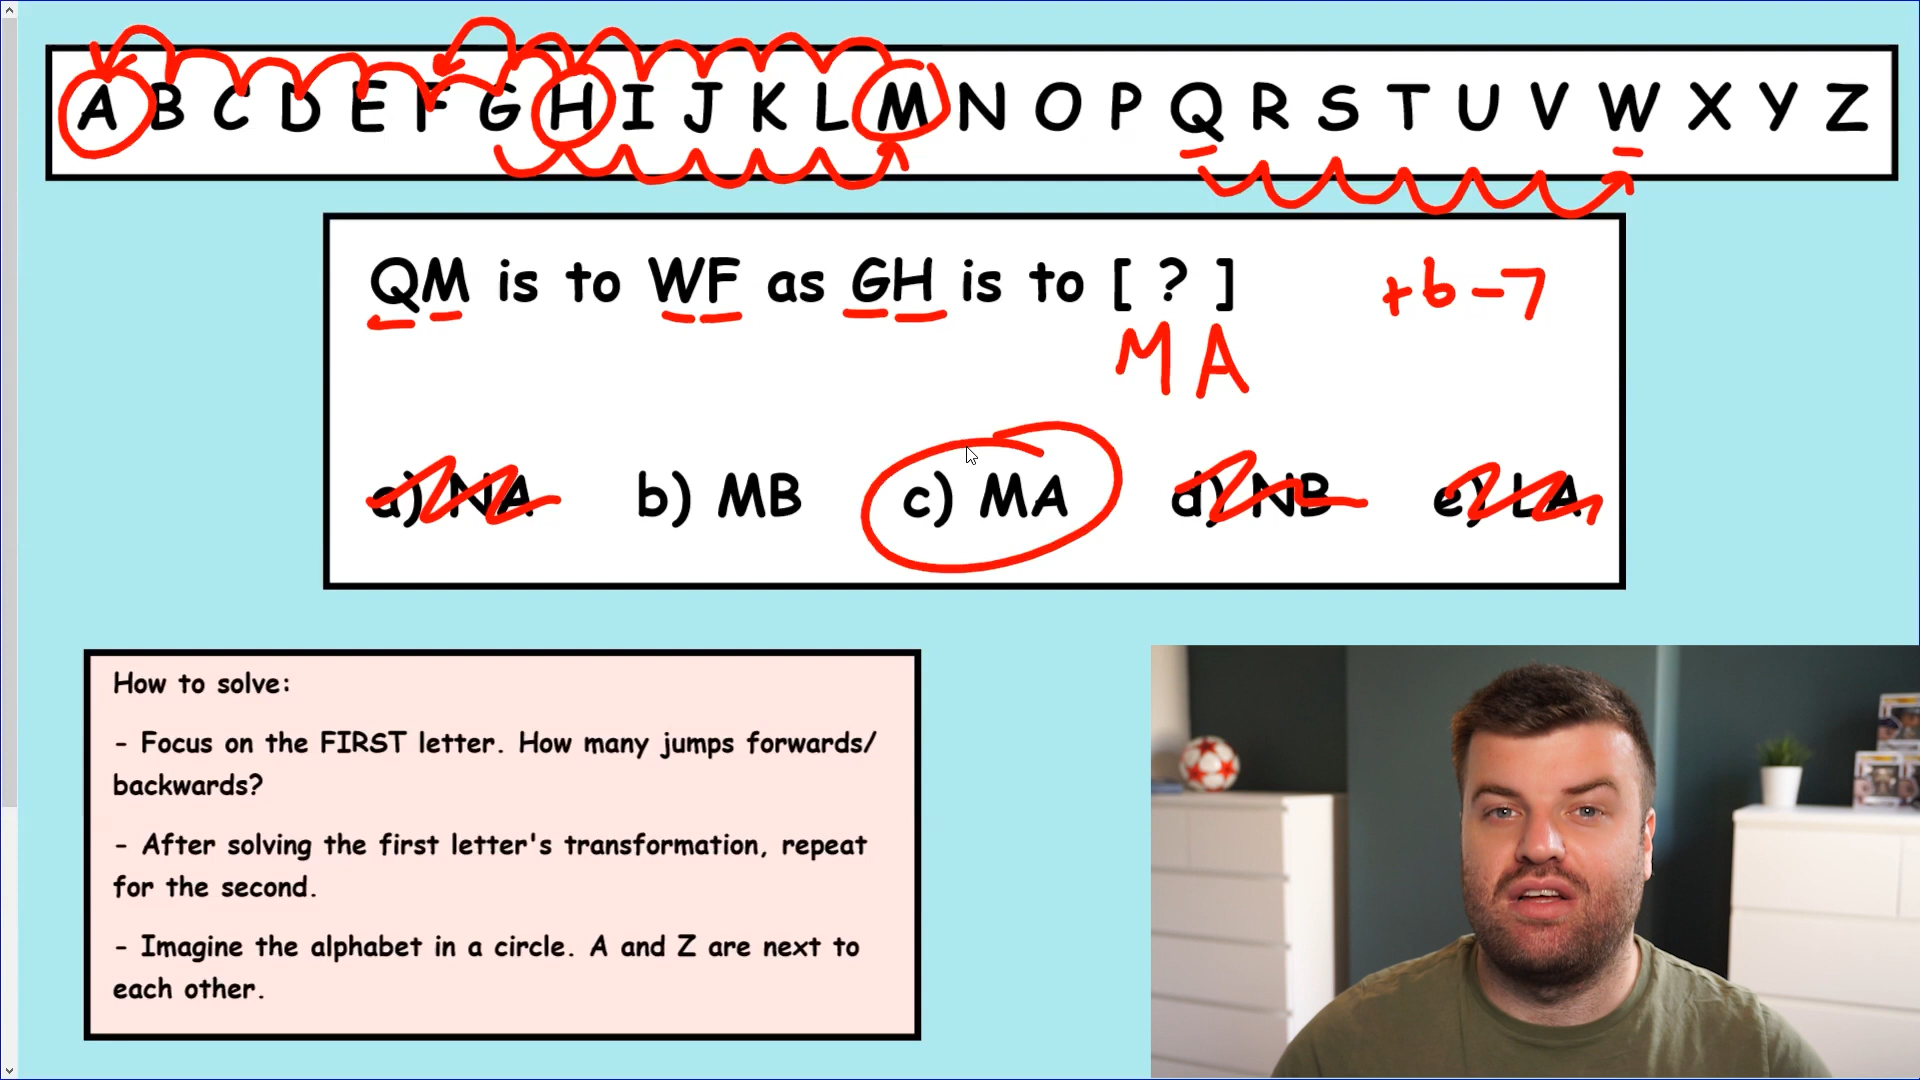 A B C D E F G H I J K L M N O P Q R S T U V W X Y Z
QM is to WF as GH is to [ ? ] +6 -7
MA
a) NA b) MB c) MA d) NB e) LA
How to solve:
- Focus on the FIRST letter. How many jumps forwards/
backwards?
- After solving the first letter's transformation, repeat
for the second.
- Imagine the alphabet in a circle. A and Z are next to
each other.